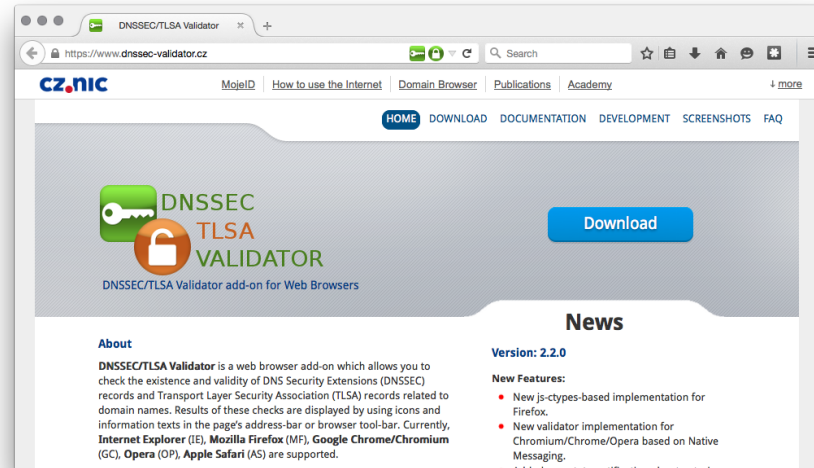 DNSSEC/TLSA Validator
https://www.dnssec-validator.cz
Search
CZ.NIC
MojeID How to use the Internet Domain Browser Publications Academy ↓ more
HOME DOWNLOAD DOCUMENTATION DEVELOPMENT SCREENSHOTS FAQ
DNSSEC
TLSA
VALIDATOR
DNSSEC/TLSA Validator add-on for Web Browsers
Download
News
About
DNSSEC/TLSA Validator is a web browser add-on which allows you to
check the existence and validity of DNS Security Extensions (DNSSEC)
records and Transport Layer Security Association (TLSA) records related to
domain names. Results of these checks are displayed by using icons and
information texts in the page's address-bar or browser tool-bar. Currently,
Internet Explorer (IE), Mozilla Firefox (MF), Google Chrome/Chromium
(GC), Opera (OP), Apple Safari (AS) are supported.
Version: 2.2.0
New Features:
New js-ctypes-based implementation for
Firefox.
New validator implementation for
Chromium/Chrome/Opera based on Native
Messaging.